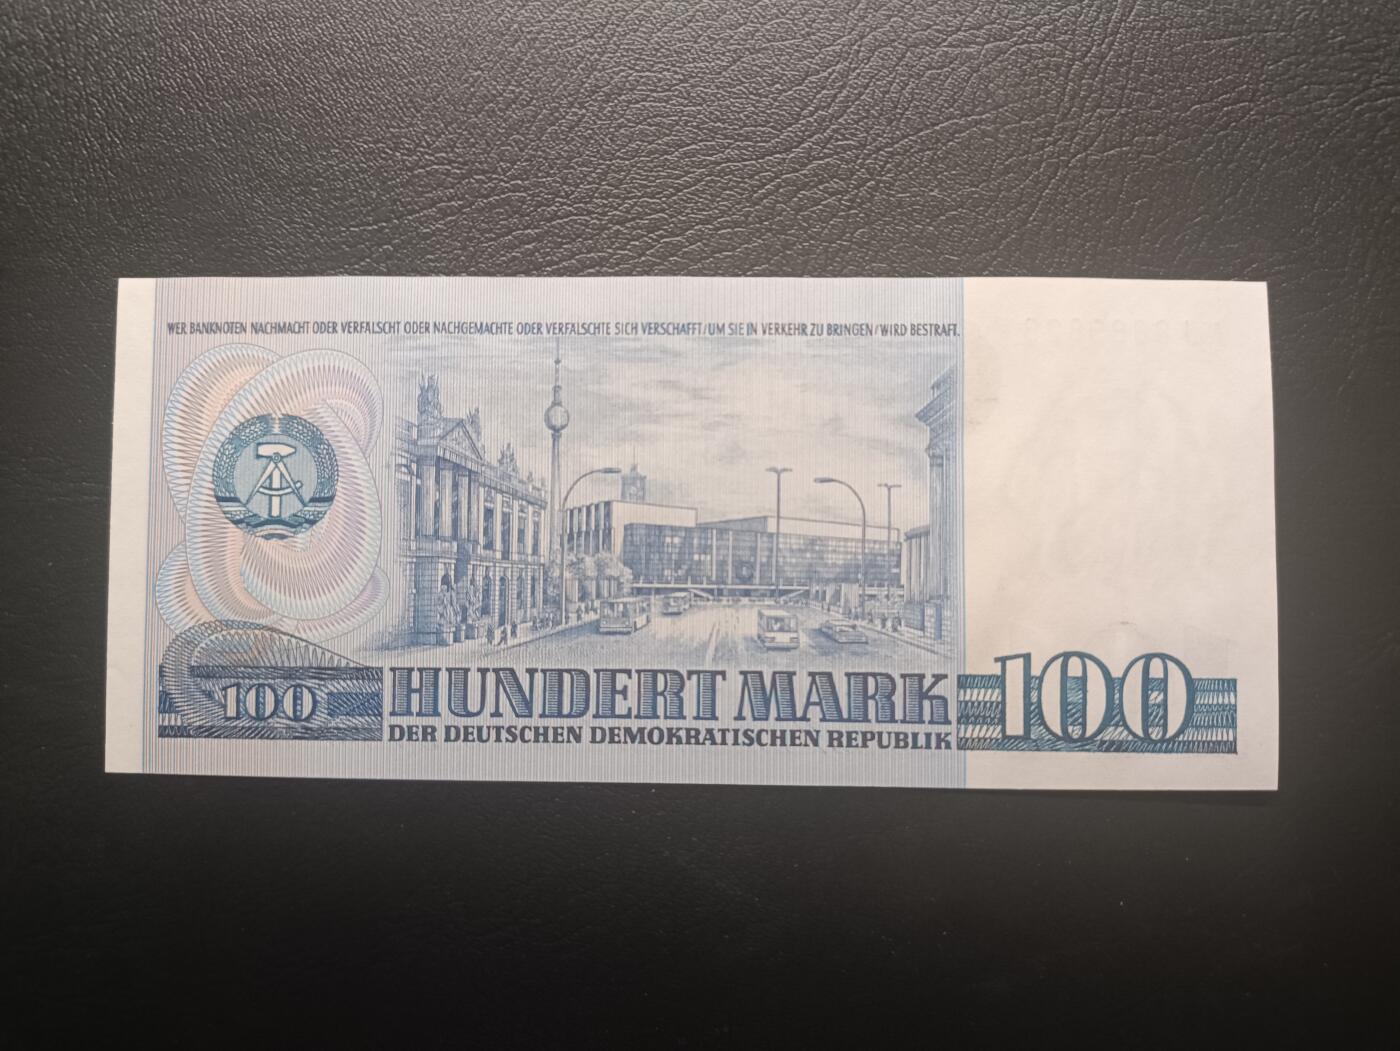 WER BANKNOTEN NACHMACHT ODER VERFÄLSCHT ODER NACHGEMACHTE ODER VERFÄLSCHTE SICH VERSCHAFFT/UM SIE IN VERKEHR ZU BRINGEN/WIRD BESTRAFT.
100 HUNDERT MARK 100
DER DEUTSCHEN DEMOKRATISCHEN REPUBLIK